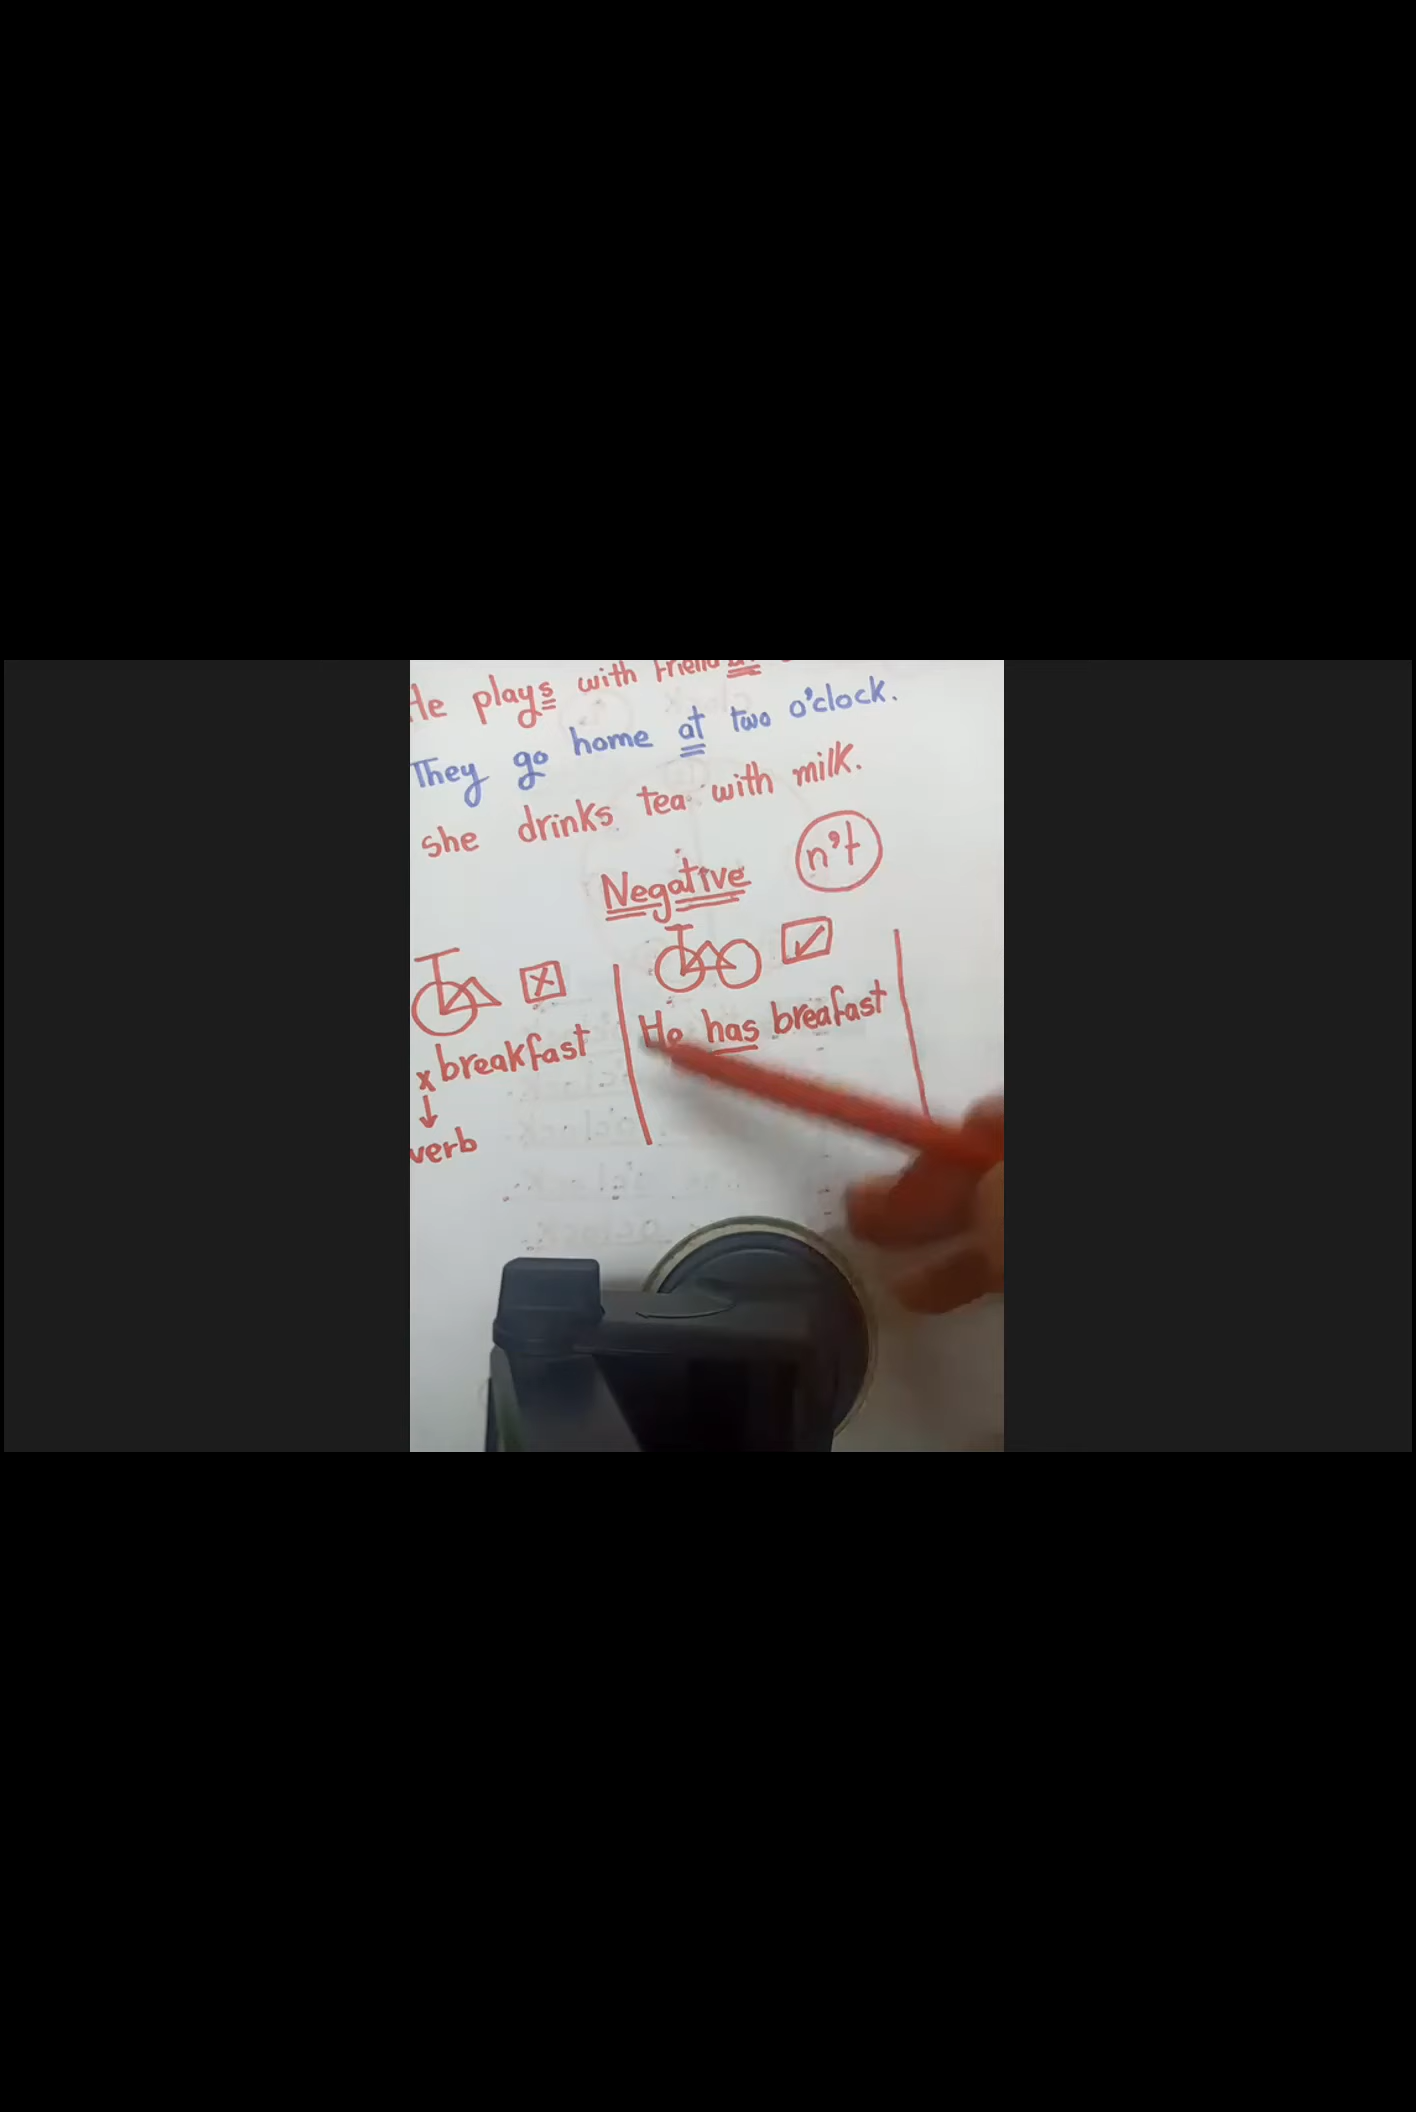 He plays with friend
They go home at two o'clock.
she drinks tea with milk.
Negative n't
x breakfast
↓
verb
He has breafast